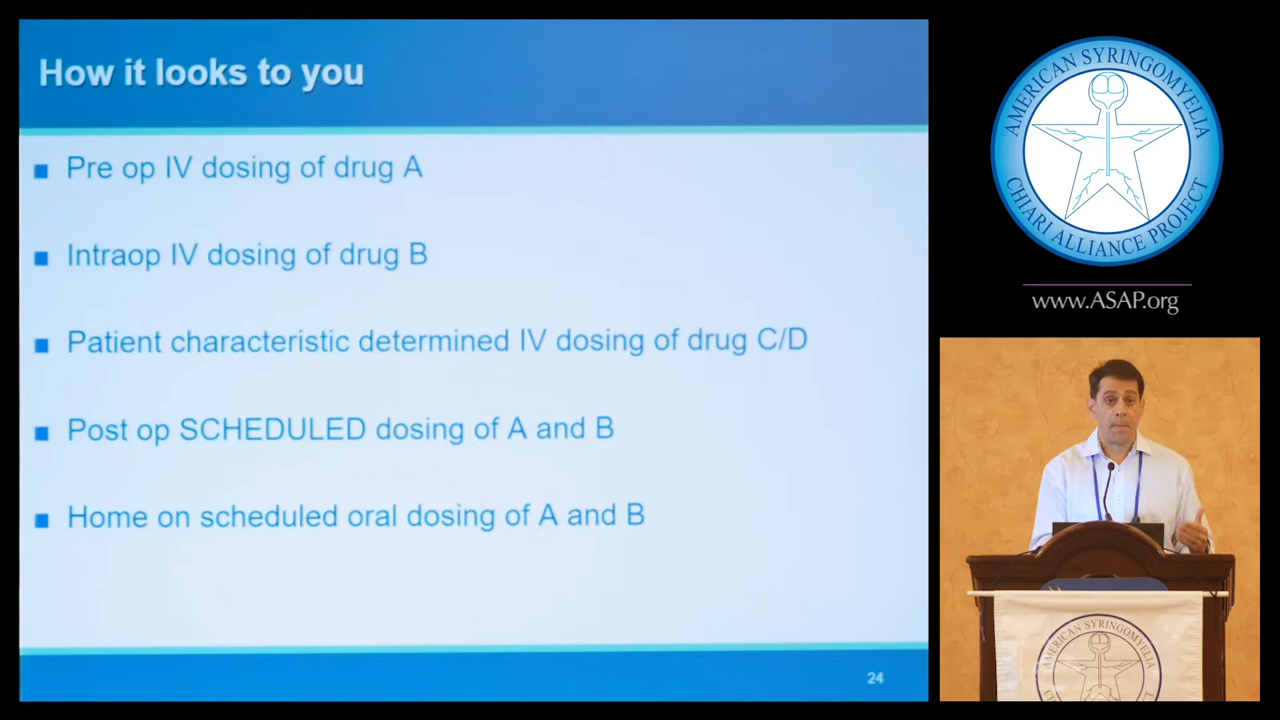 How it looks to you
Pre op IV dosing of drug A
Intraop IV dosing of drug B
Patient characteristic determined IV dosing of drug C/D
Post op SCHEDULED dosing of A and B
Home on scheduled oral dosing of A and B
24
AMERICAN SYRINGOMYELIA
CHIARI ALLIANCE PROJECT
www.ASAP.org
AMERICAN SYRINGOMYELIA